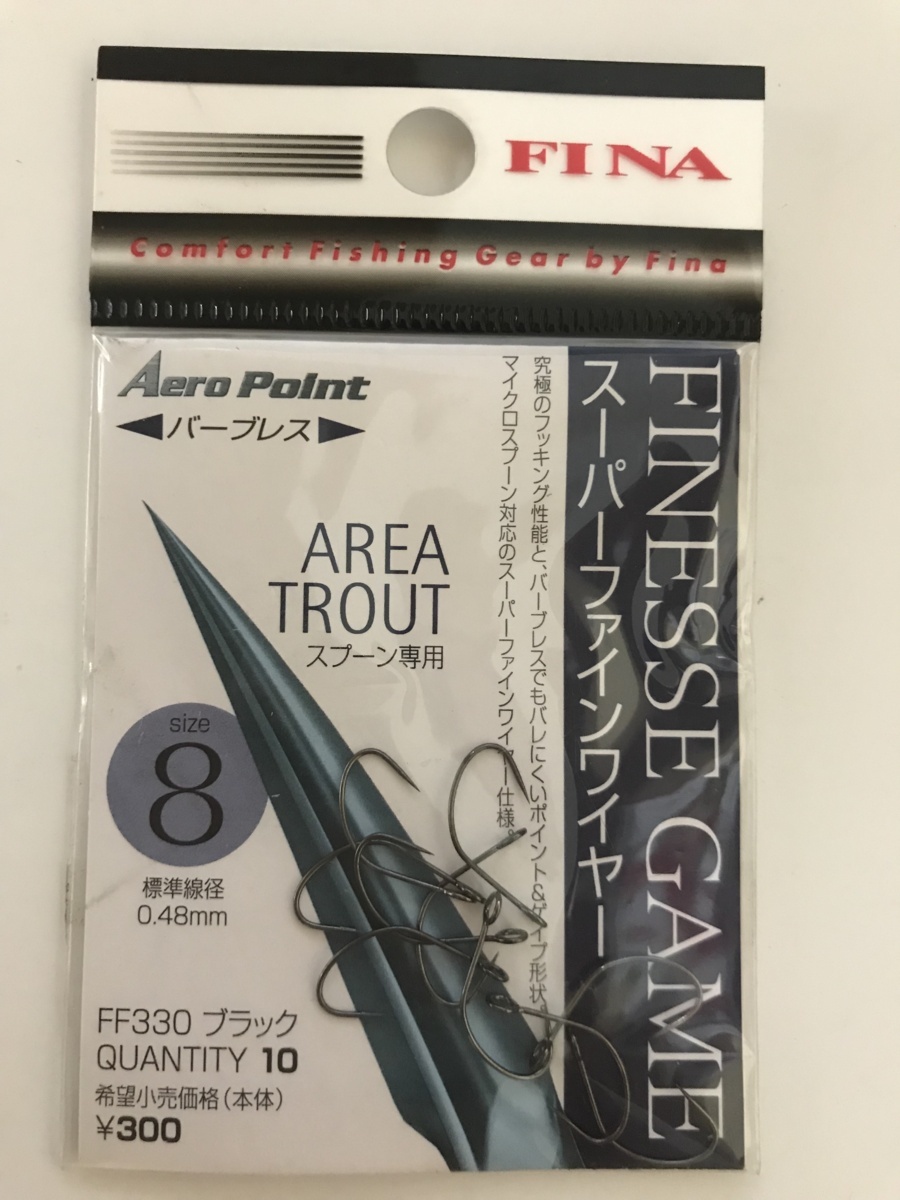 FINA
Comfort Fishing Gear by Fina
Aero Point
バーブレス
AREA
TROUT
スプーン専用
size
8
標準線径
0.48mm
FF330 ブラック
QUANTITY 10
希望小売価格(本体)
¥300
FINESSE GAME
スーパーファインワイヤー
究極のフッキング性能と、バーブレスでもバレにくいポイント&ゲイプ形状。
マイクロスプーン対応のスーパーファインワイヤー仕様。